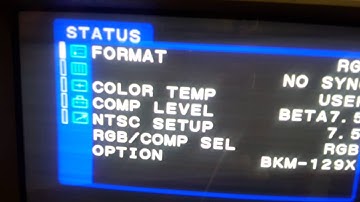 STATUS
FORMAT RG
NO SYN
COLOR TEMP USE
COMP LEVEL BETA7.5
NTSC SETUP 7.5
RGB/COMP SEL RGB
OPTION BKM-129X